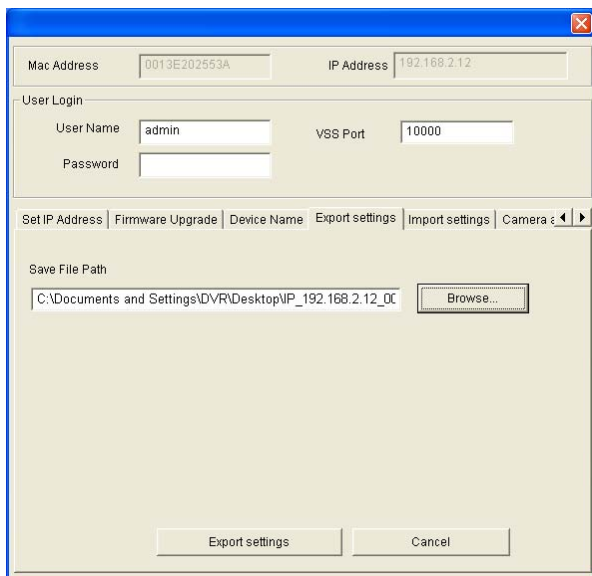 Mac Address 0013E202553A IP Address 192.168.2.12
User Login
User Name admin VSS Port 10000
Password
Set IP Address Firmware Upgrade Device Name Export settings Import settings Camera
Save File Path
C:\Documents and Settings\DVR\Desktop\IP_192.168.2.12_00 Browse...
Export settings Cancel